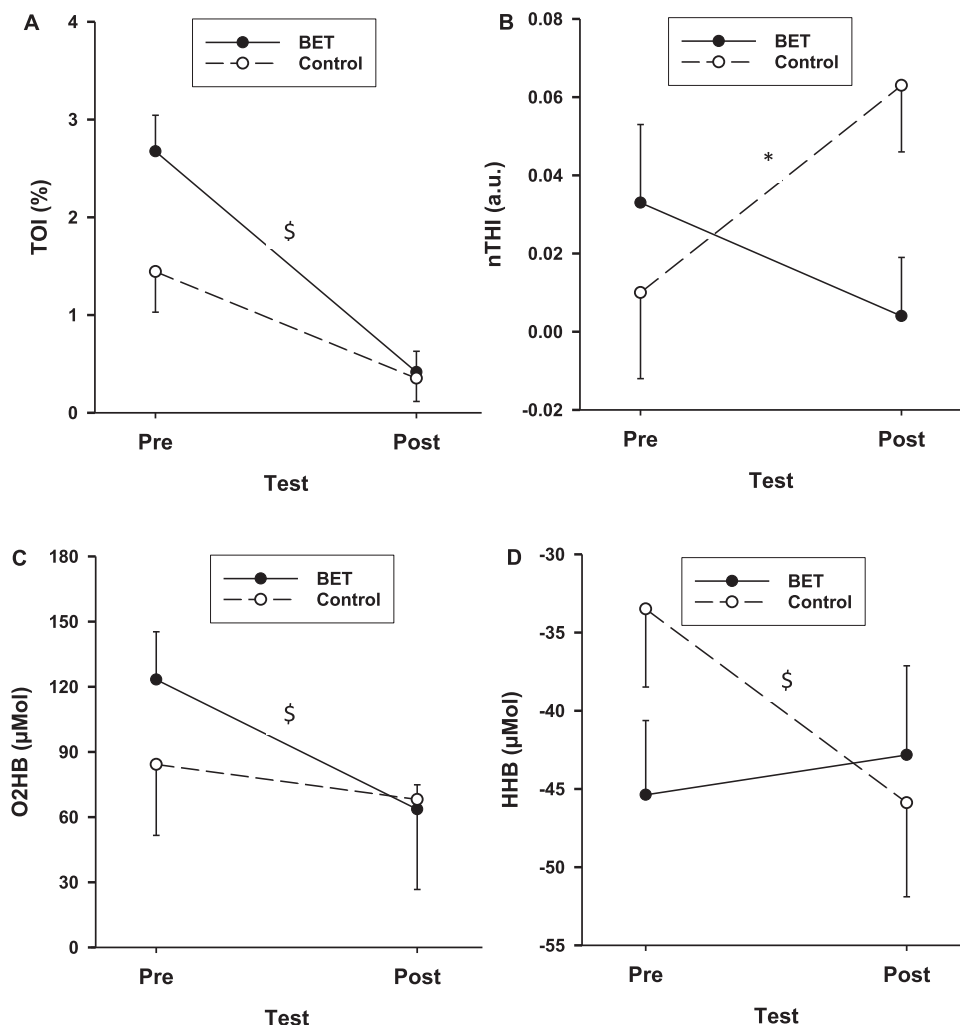 A
BET
Control
TOI (%)
4
3
2
1
0
$
Pre
Post
Test
B
BET
Control
nTHI (a.u.)
0.08
0.06
0.04
0.02
0.00
-0.02
*
Pre
Post
Test
C
BET
Control
O2HB (µMol)
180
150
120
90
60
30
0
$
Pre
Post
Test
D
BET
Control
HHB (µMol)
-30
-35
-40
-45
-50
-55
$
Pre
Post
Test